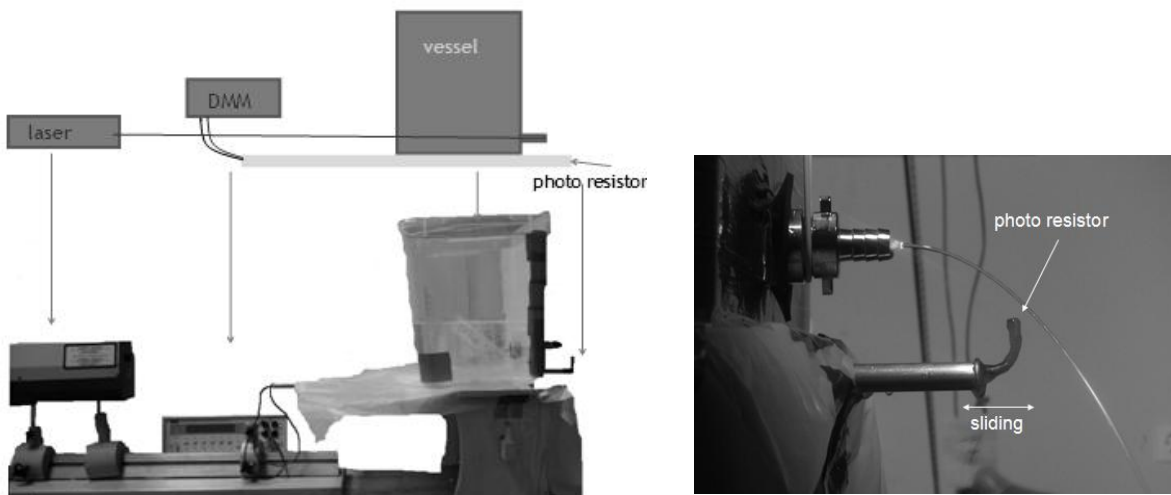 vessel
DMM
laser
photo resistor
photo resistor
sliding